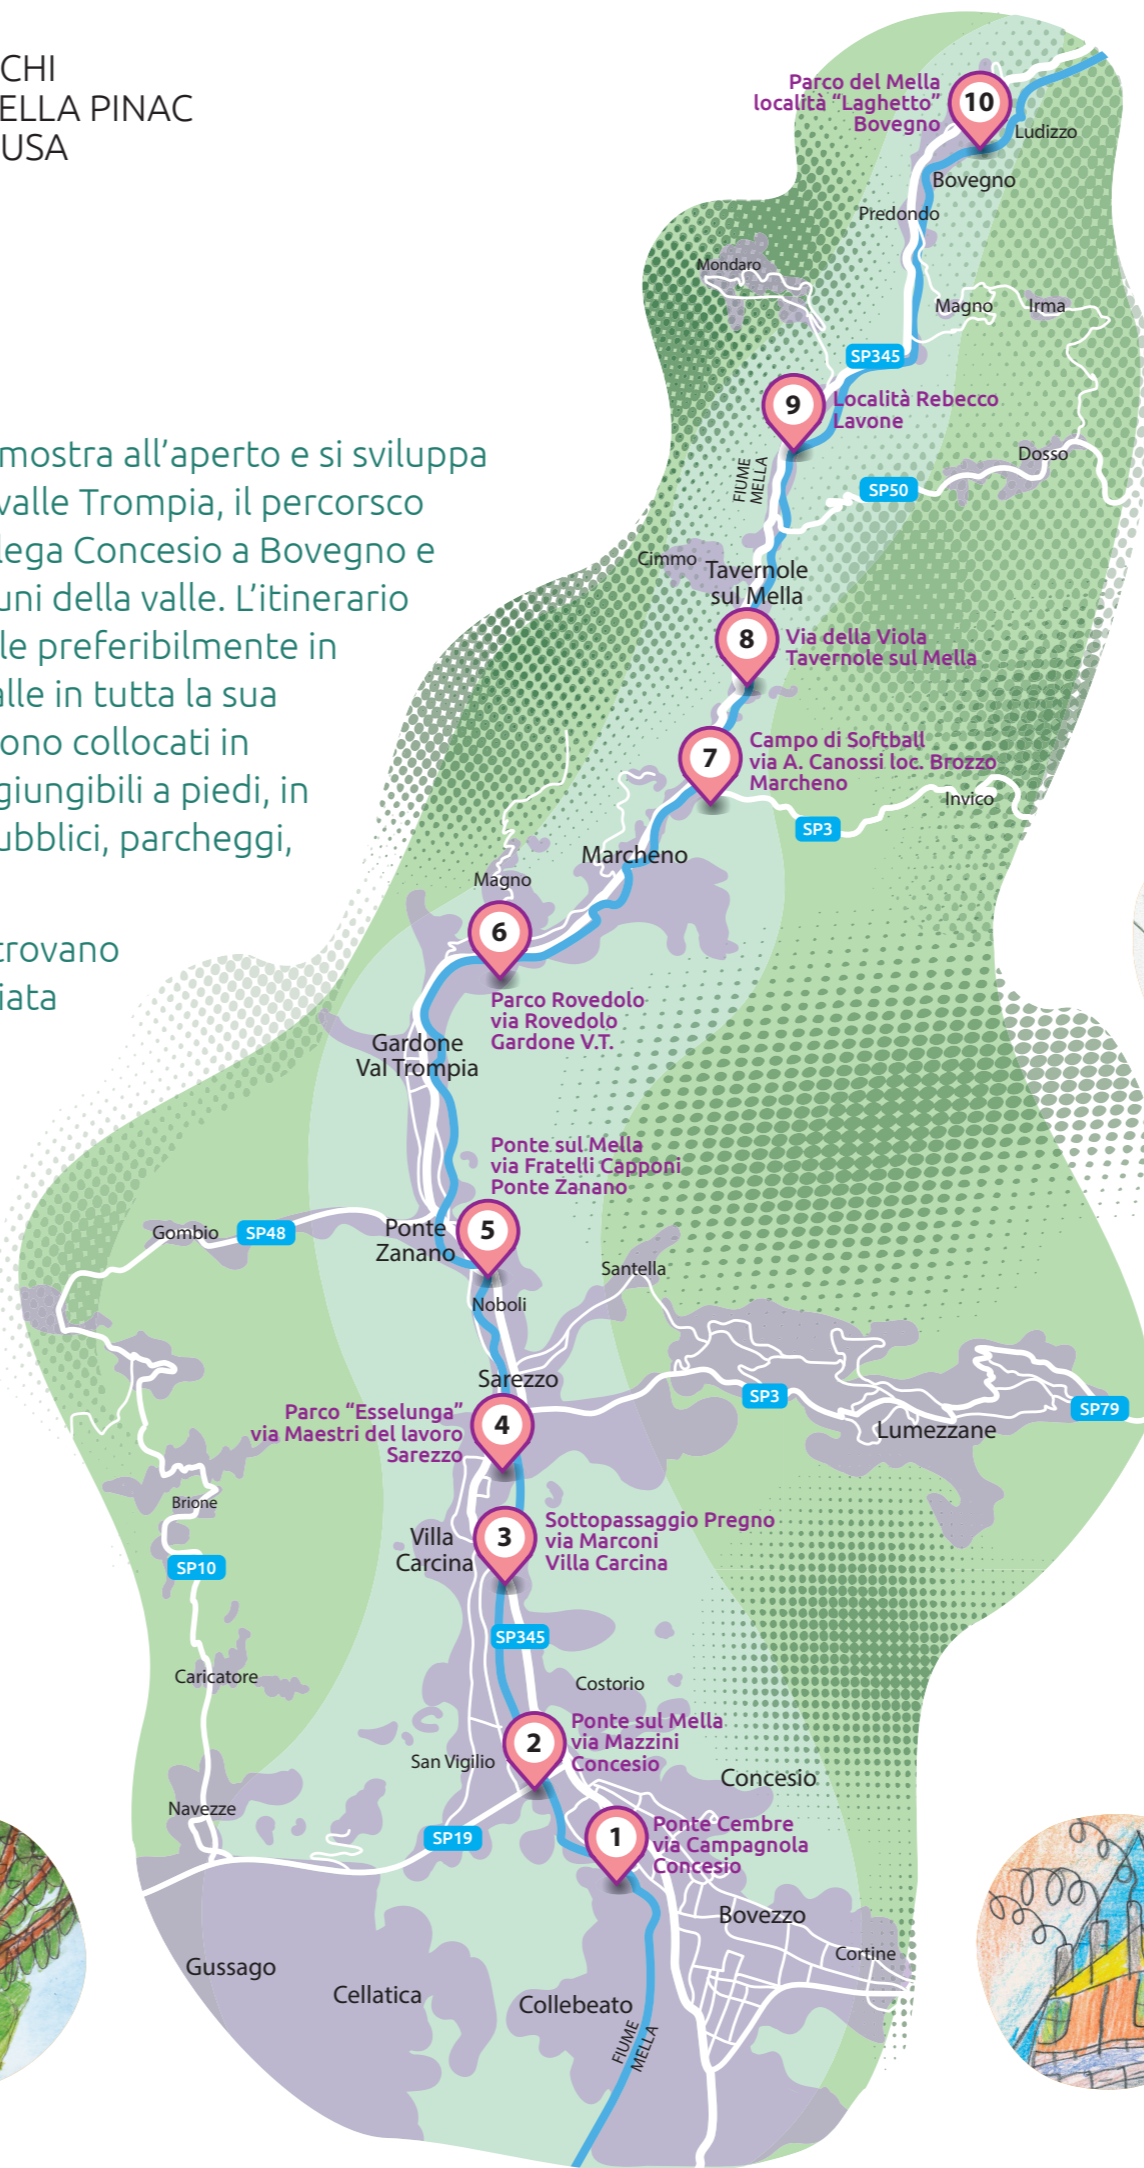 CHI
ELLA PINAC
USA
mostra all'aperto e si sviluppa
valle Trompia, il percorsco
lega Concesio a Bovegno e
uni della valle. L'itinerario
le preferibilmente in
alle in tutta la sua
ono collocati in
giungibili a piedi, in
ubblici, parcheggi,
trovano
iata
Parco del Mella
località "Laghetto"
Bovegno
10
Ludizzo
Bovegno
Predondo
Mondaro
Magno
Irma
SP345
9
Località Rebecco
Lavone
Dosso
FIUME
MELLA
SP50
Cimmo
Tavernole
sul Mella
8
Via della Viola
Tavernole sul Mella
7
Campo di Softball
via A. Canossi loc. Brozzo
Marcheno
Invico
SP3
Marcheno
Magno
6
Parco Rovedolo
via Rovedolo
Gardone V.T.
Gardone
Val Trompia
Ponte sul Mella
via Fratelli Capponi
Ponte Zanano
Gombio
SP48
Ponte
Zanano
5
Santella
Noboli
Sarezzo
SP3
SP79
Lumezzane
Parco "Esselunga"
via Maestri del lavoro
Sarezzo
4
Brione
3
Sottopassaggio Pregno
via Marconi
Villa Carcina
Villa
Carcina
SP10
SP345
Caricatore
Costorio
2
Ponte sul Mella
via Mazzini
Concesio
San Vigilio
Concesio
Navezze
SP19
1
Ponte Cembre
via Campagnola
Concesio
Bovezzo
Cortine
Gussago
Cellatica
Collebeato
FIUME
MELLA